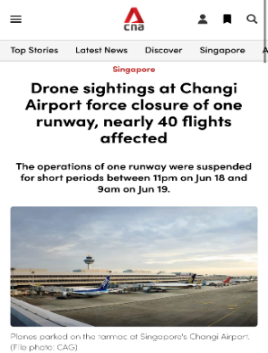 cna
Top Stories Latest News Discover Singapore A
Singapore
Drone sightings at Changi
Airport force closure of one
runway, nearly 40 flights
affected
The operations of one runway were suspended
for short periods between 11pm on Jun 18 and
9am on Jun 19.
Planes parked on the tarmac at Singapore's Changi Airport.
(File photo: CAG)